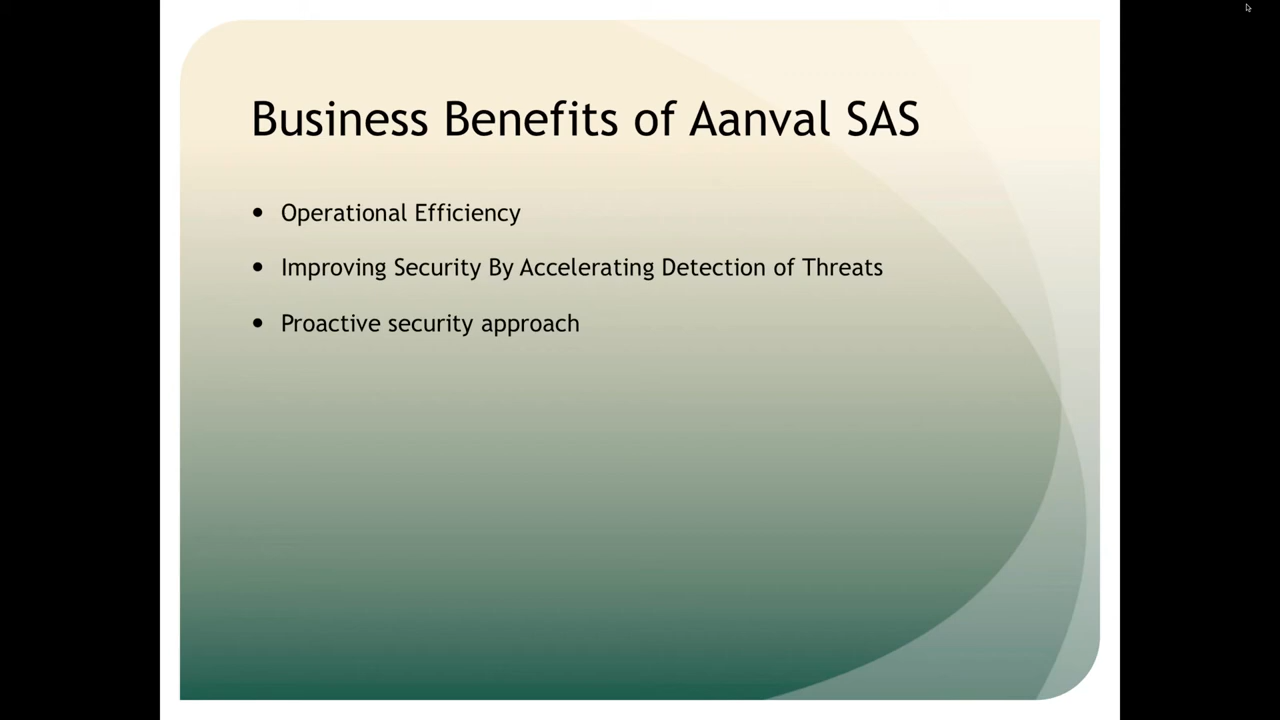 Business Benefits of Aanval SAS
• Operational Efficiency
• Improving Security By Accelerating Detection of Threats
• Proactive security approach